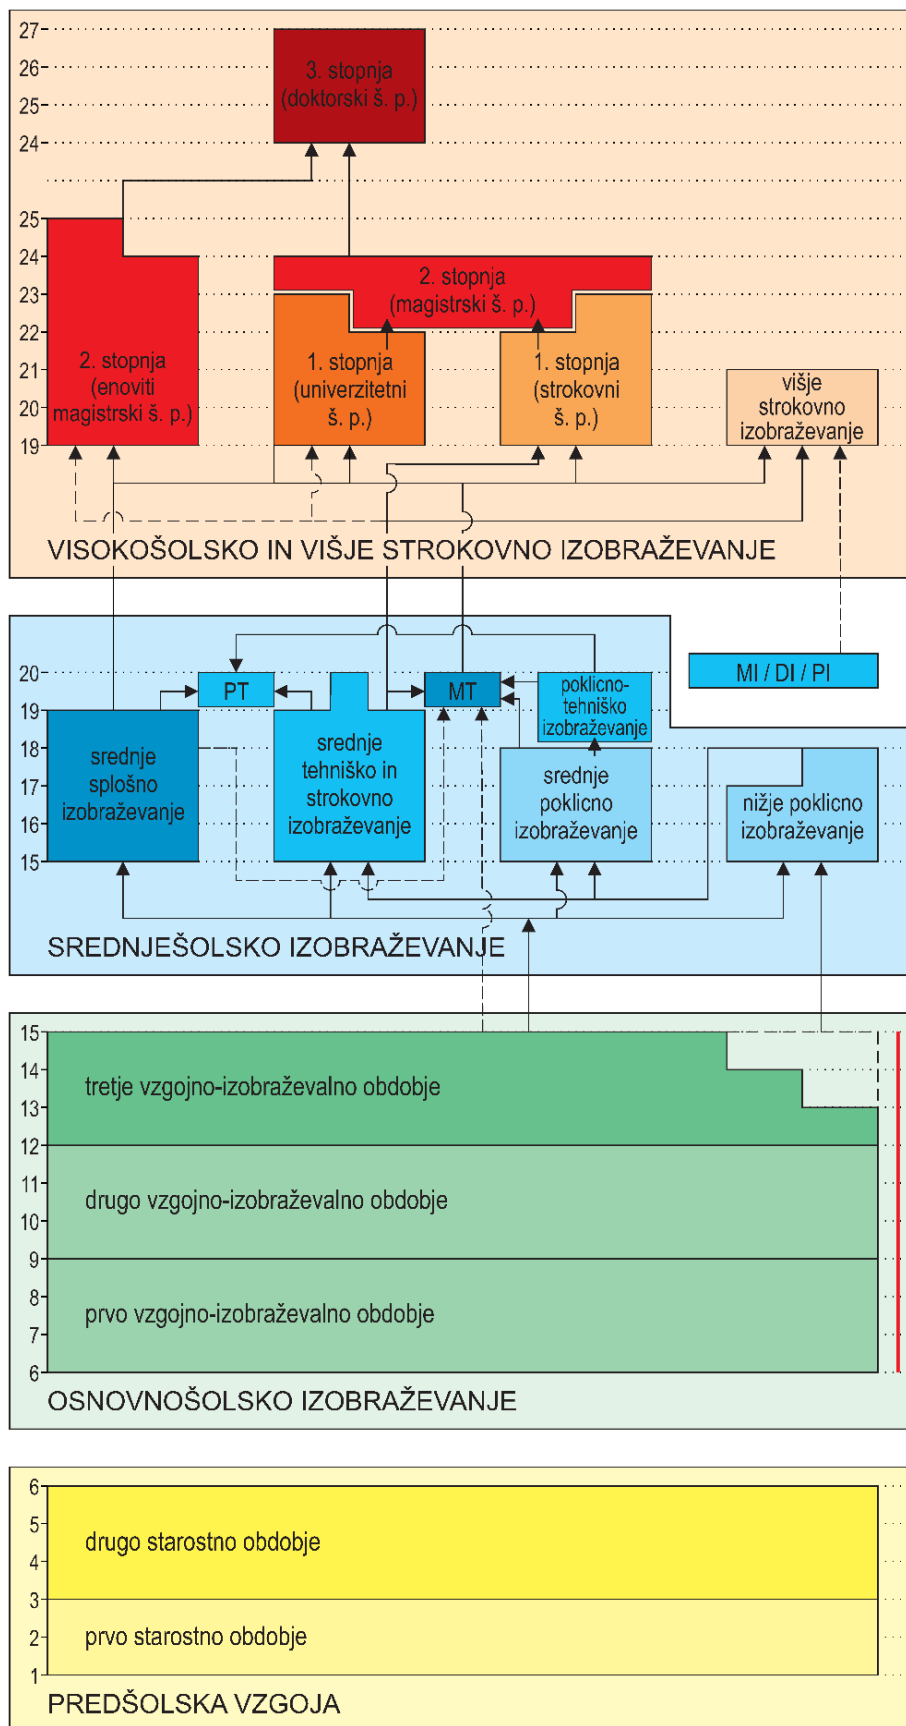 27
26
25
24
25
24
23
22
21
20
19
3. stopnja
(doktorski š. p.)
2. stopnja
(magistrski š. p.)
2. stopnja
(enoviti
magistrski š. p.)
1. stopnja
(univerzitetni
š. p.)
1. stopnja
(strokovni
š. p.)
višje
strokovno
izobraževanje
VISOKOŠOLSKO IN VIŠJE STROKOVNO IZOBRAŽEVANJE
MI / DI / PI
20
19
18
17
16
15
PT
MT
poklicno-
tehniško
izobraževanje
srednje
splošno
izobraževanje
srednje
tehniško in
strokovno
izobraževanje
srednje
poklicno
izobraževanje
nižje poklicno
izobraževanje
SREDNJEŠOLSKO IZOBRAŽEVANJE
15
14
13
12
11
10
9
8
7
6
tretje vzgojno-izobraževalno obdobje
drugo vzgojno-izobraževalno obdobje
prvo vzgojno-izobraževalno obdobje
OSNOVNOŠOLSKO IZOBRAŽEVANJE
6
5
4
3
2
1
drugo starostno obdobje
prvo starostno obdobje
PREDŠOLSKA VZGOJA